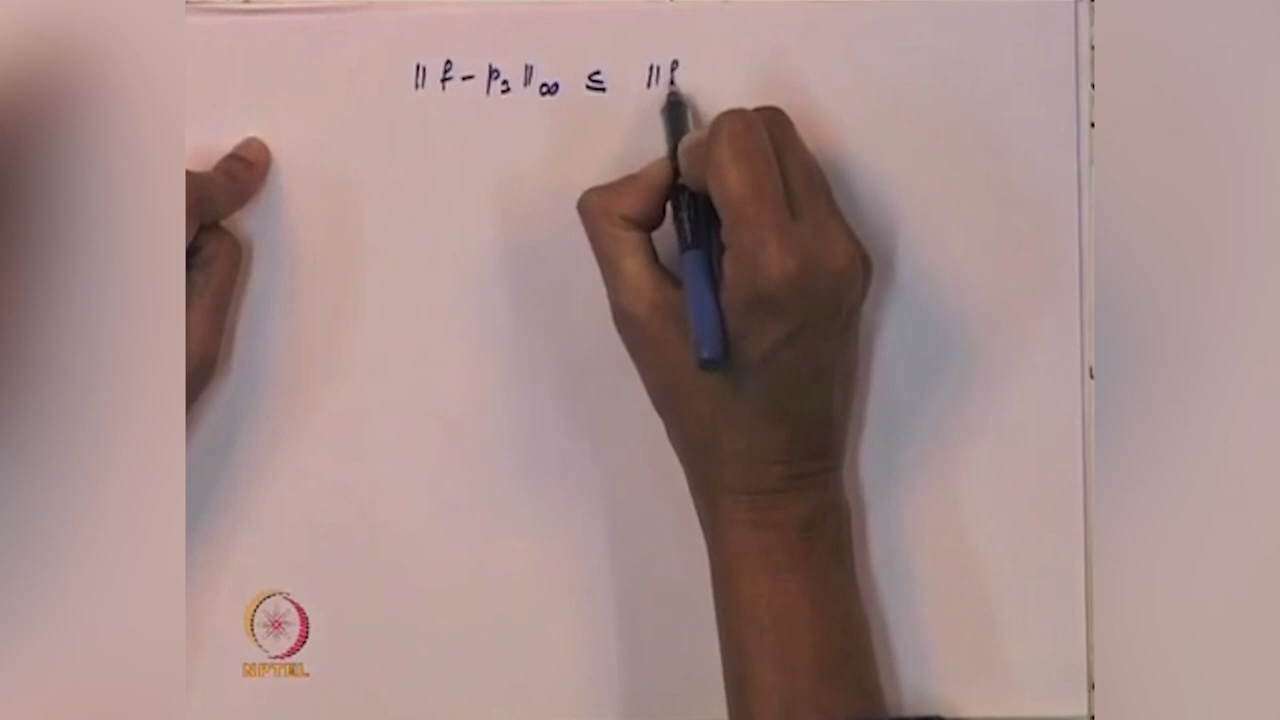 ‖ f - p₃ ‖∞ ≤ ‖ f
NPTEL